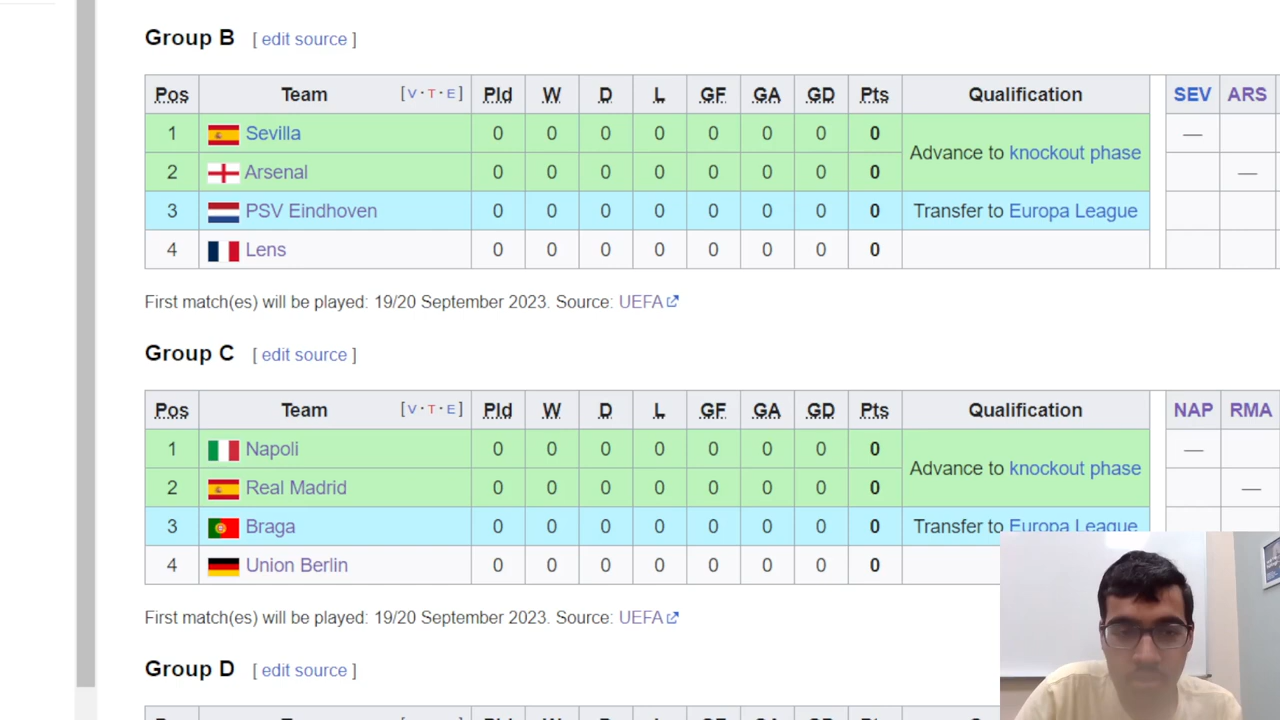 Group B [ edit source ]
Pos Team [V·T·E] Pld W D L GF GA GD Pts Qualification SEV ARS
1 Sevilla 0 0 0 0 0 0 0 0 Advance to knockout phase —
2 Arsenal 0 0 0 0 0 0 0 0 —
3 PSV Eindhoven 0 0 0 0 0 0 0 0 Transfer to Europa League
4 Lens 0 0 0 0 0 0 0 0
First match(es) will be played: 19/20 September 2023. Source: UEFA
Group C [ edit source ]
Pos Team [V·T·E] Pld W D L GF GA GD Pts Qualification NAP RMA
1 Napoli 0 0 0 0 0 0 0 0 Advance to knockout phase —
2 Real Madrid 0 0 0 0 0 0 0 0 —
3 Braga 0 0 0 0 0 0 0 0 Transfer to Europa League
4 Union Berlin 0 0 0 0 0 0 0 0
First match(es) will be played: 19/20 September 2023. Source: UEFA
Group D [ edit source ]